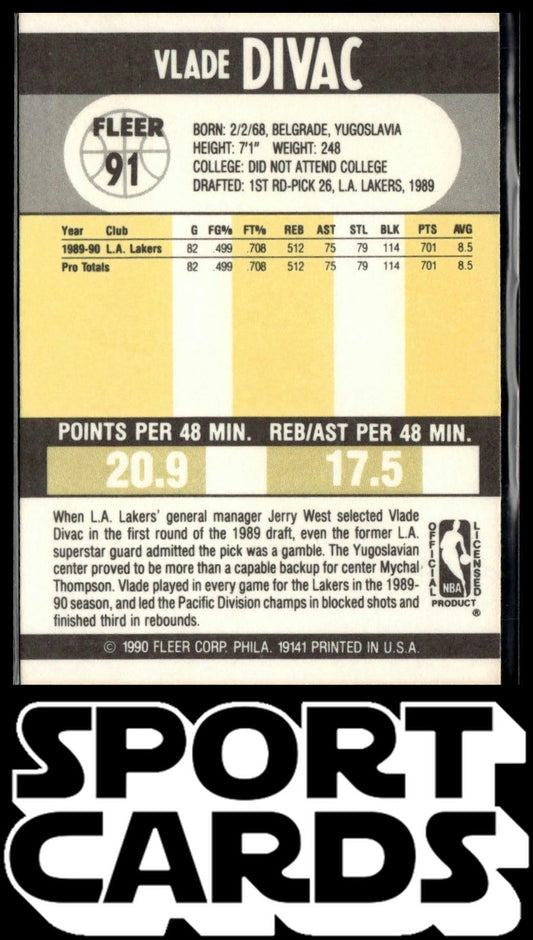 VLADE DIVAC
FLEER
91
BORN: 2/2/68, BELGRADE, YUGOSLAVIA
HEIGHT: 7'1" WEIGHT: 248
COLLEGE: DID NOT ATTEND COLLEGE
DRAFTED: 1ST RD-PICK 26, L.A. LAKERS, 1989
Year Club G FG% FT% REB AST STL BLK PTS AVG
1989-90 L.A. Lakers 82 .499 .708 512 75 79 114 701 8.5
Pro Totals 82 .499 .708 512 75 79 114 701 8.5
POINTS PER 48 MIN. REB/AST PER 48 MIN.
20.9 17.5
When L.A. Lakers' general manager Jerry West selected Vlade
Divac in the first round of the 1989 draft, even the former L.A.
superstar guard admitted the pick was a gamble. The Yugoslavian
center proved to be more than a capable backup for center Mychal
Thompson. Vlade played in every game for the Lakers in the 1989-
90 season, and led the Pacific Division champs in blocked shots and
finished third in rebounds.
OFFICIAL
LICENSED
NBA
PRODUCT
®
© 1990 FLEER CORP. PHILA. 19141 PRINTED IN U.S.A.
SPORT
CARDS